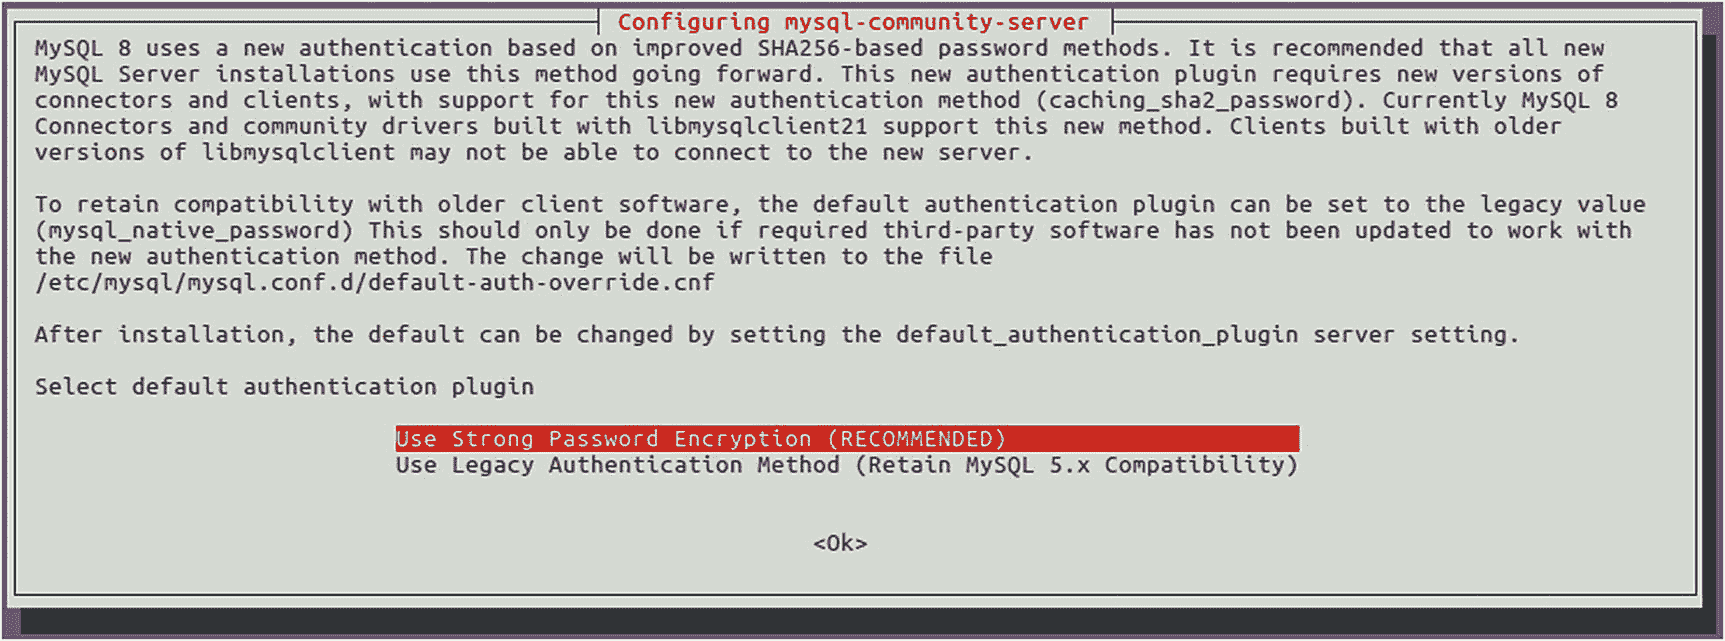 Configuring mysql-community-server
MySQL 8 uses a new authentication based on improved SHA256-based password methods. It is recommended that all new
MySQL Server installations use this method going forward. This new authentication plugin requires new versions of
connectors and clients, with support for this new authentication method (caching_sha2_password). Currently MySQL 8
Connectors and community drivers built with libmysqlclient21 support this new method. Clients built with older
versions of libmysqlclient may not be able to connect to the new server.
To retain compatibility with older client software, the default authentication plugin can be set to the legacy value
(mysql_native_password) This should only be done if required third-party software has not been updated to work with
the new authentication method. The change will be written to the file
/etc/mysql/mysql.conf.d/default-auth-override.cnf
After installation, the default can be changed by setting the default_authentication_plugin server setting.
Select default authentication plugin
Use Strong Password Encryption (RECOMMENDED)
Use Legacy Authentication Method (Retain MySQL 5.x Compatibility)
<Ok>